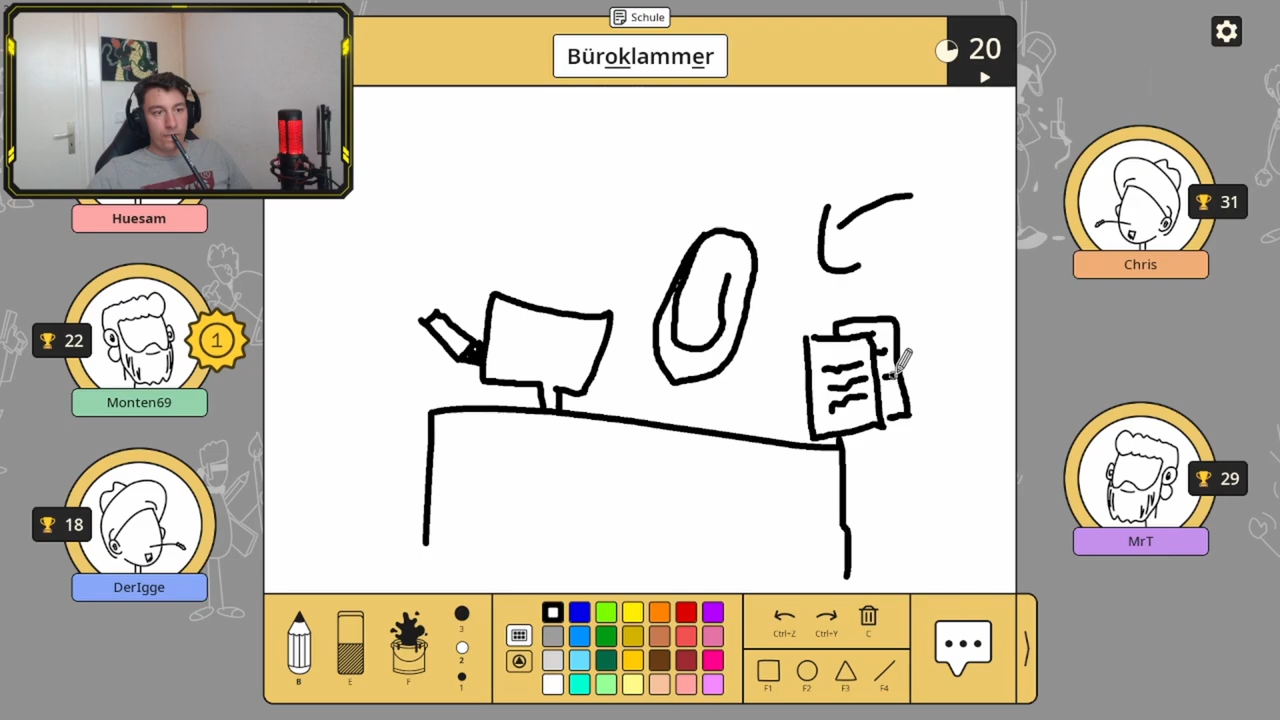 Schule
Büroklammer
20
Huesam
22
1
Monten69
18
DerIgge
31
Chris
29
MrT
3
2
1
B
E
F
Ctrl+Z
Ctrl+Y
C
F1
F2
F3
F4